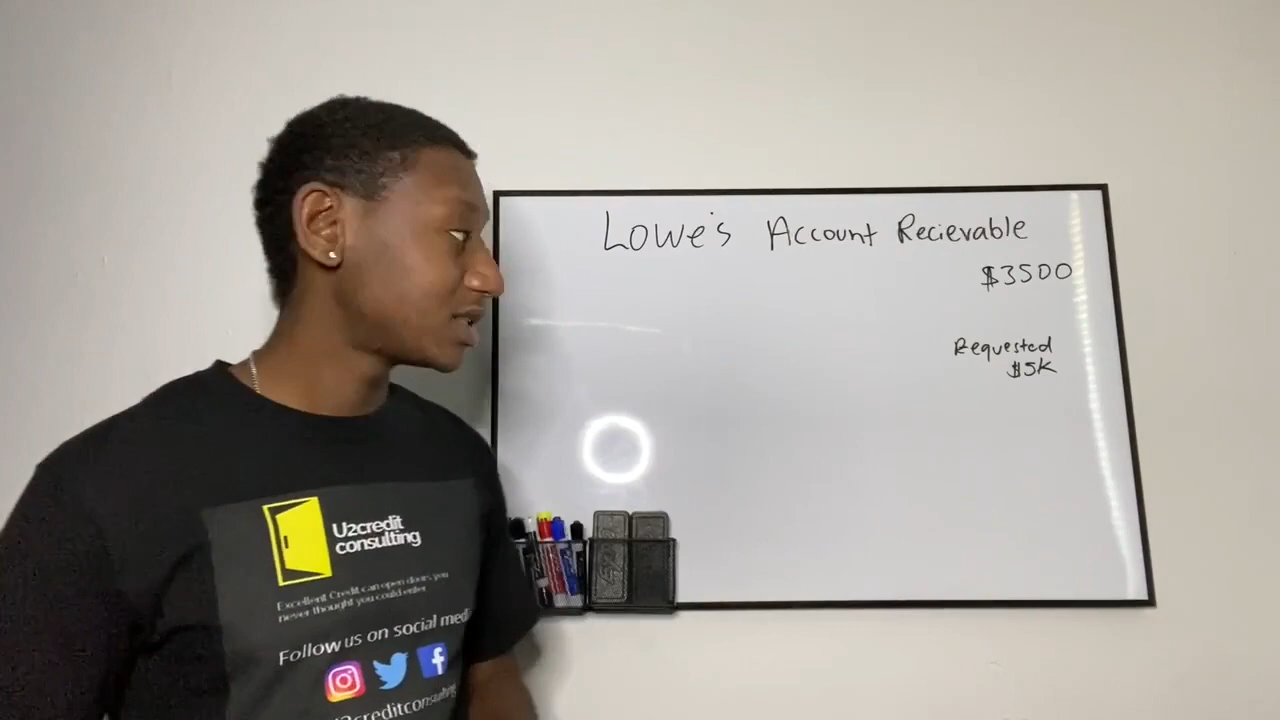 Lowe's Account Recievable
$3500
Requested
$5K
U2credit
consulting
Excellent Credit can open doors you
never thought you could enter
Follow us on social